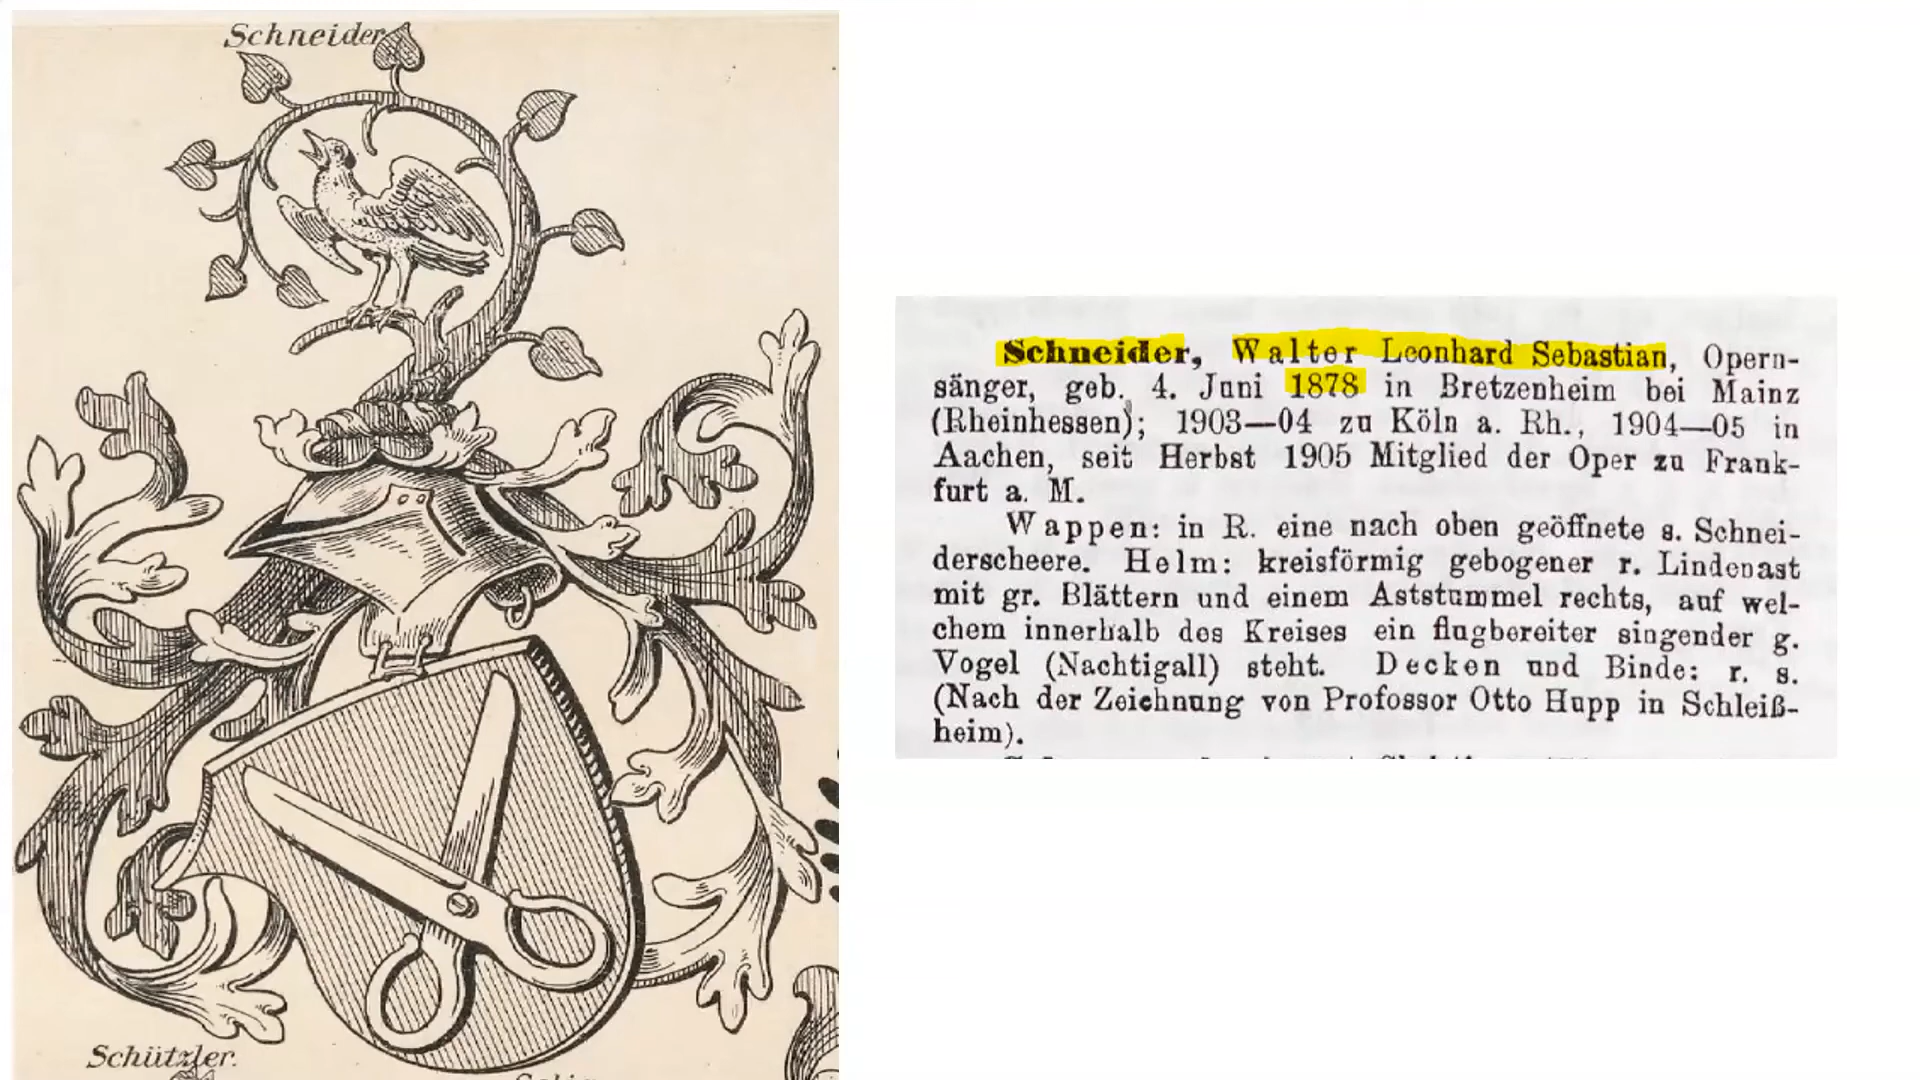 Schneider
Schneider, Walter Leonhard Sebastian, Opern-
sänger, geb. 4. Juni 1878 in Bretzenheim bei Mainz
(Rheinhessen); 1903—04 zu Köln a. Rh., 1904—05 in
Aachen, seit Herbst 1905 Mitglied der Oper zu Frank-
furt a. M.
Wappen: in R. eine nach oben geöffnete s. Schnei-
derscheere. Helm: kreisförmig gebogener r. Lindenast
mit gr. Blättern und einem Aststummel rechts, auf wel-
chem innerhalb des Kreises ein flugbereiter singender g.
Vogel (Nachtigall) steht. Decken und Binde: r. s.
(Nach der Zeichnung von Professor Otto Hupp in Schleiß-
heim).
Schützler.